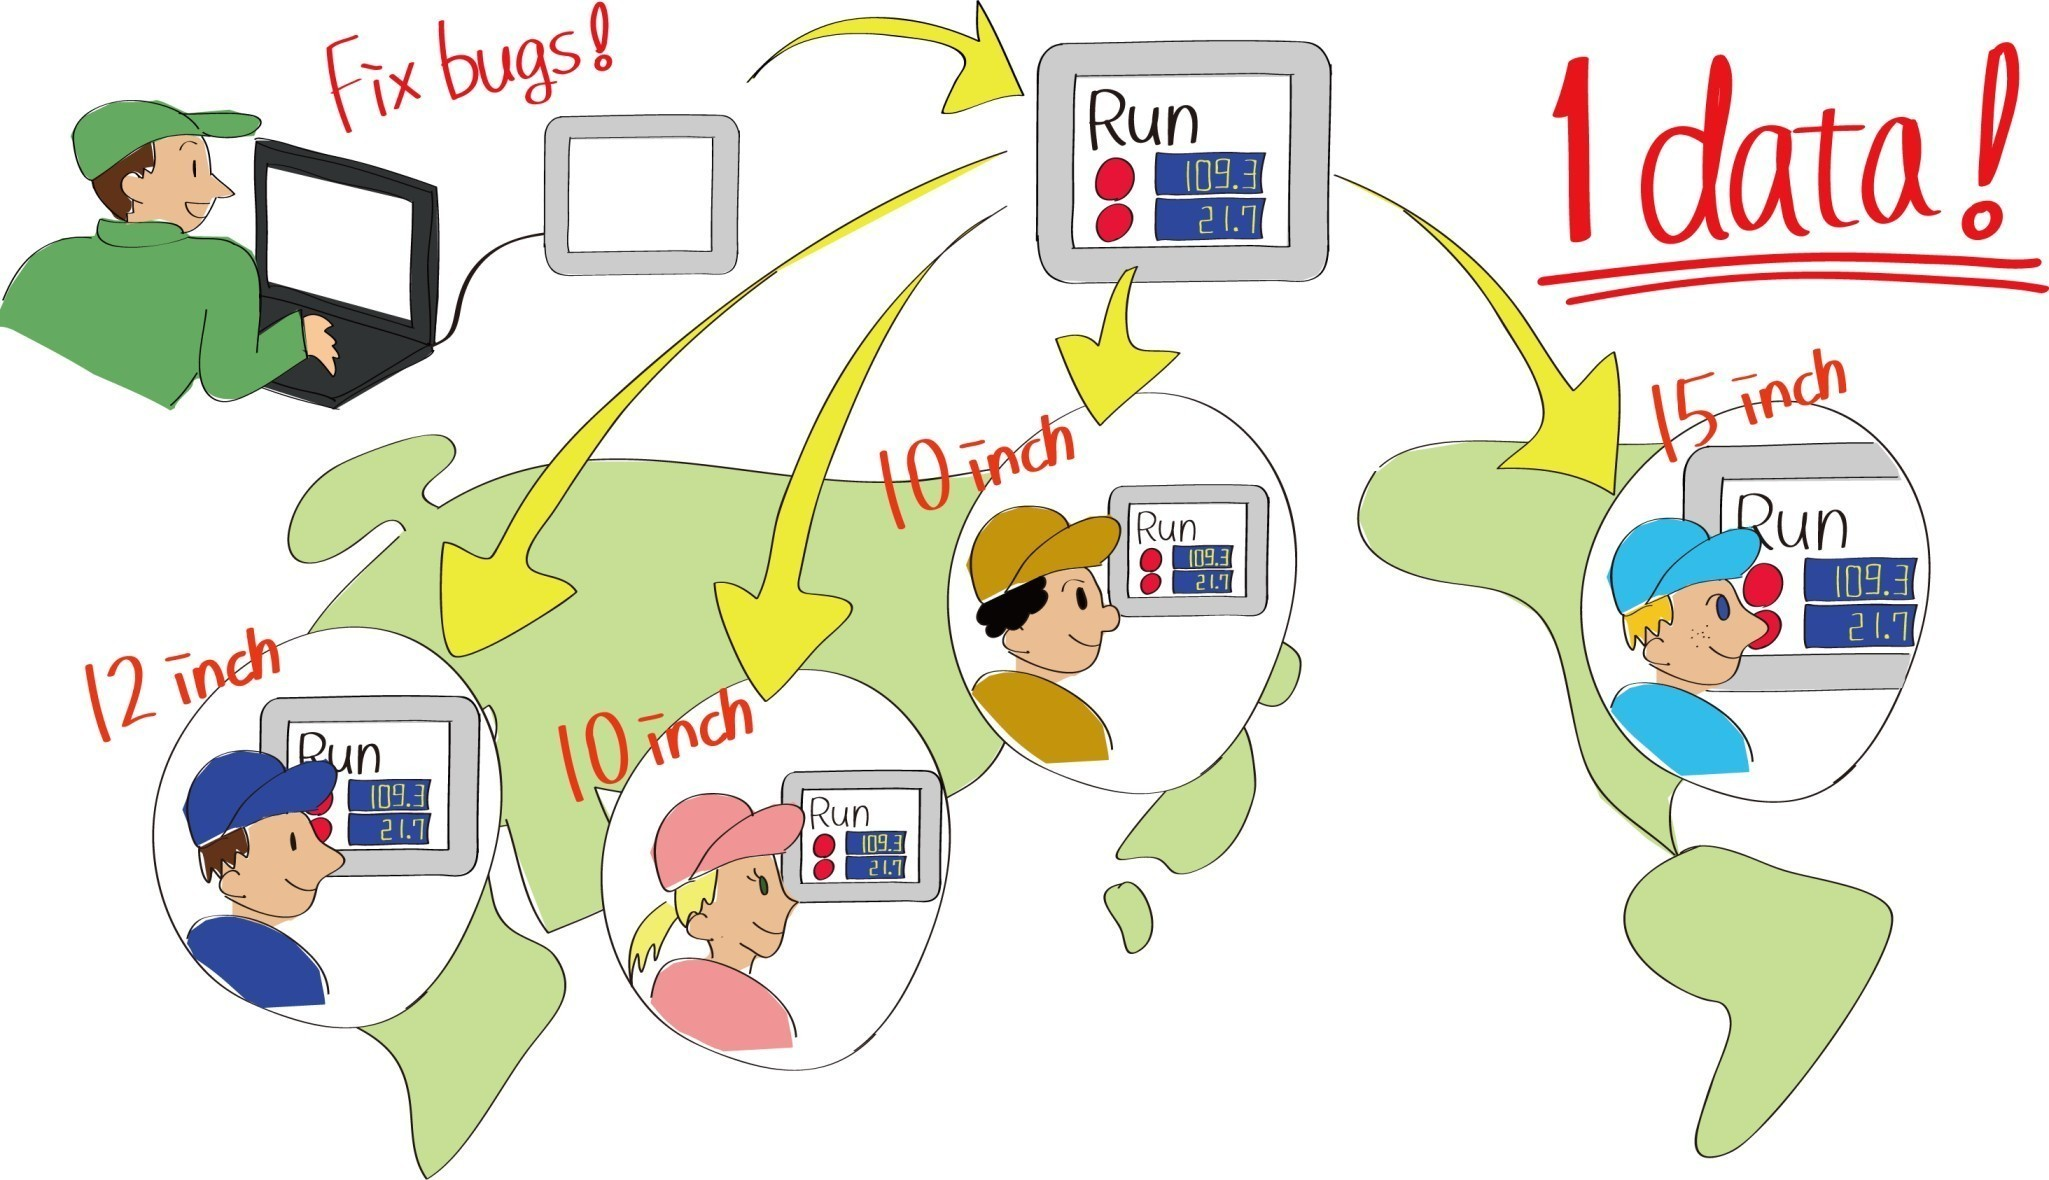 Fix bugs!
Run
109.3
21.7
1 data!
15 inch
Run
109.3
21.7
10 inch
Run
109.3
21.7
12 inch
Run
109.3
21.7
10 inch
Run
109.3
21.7